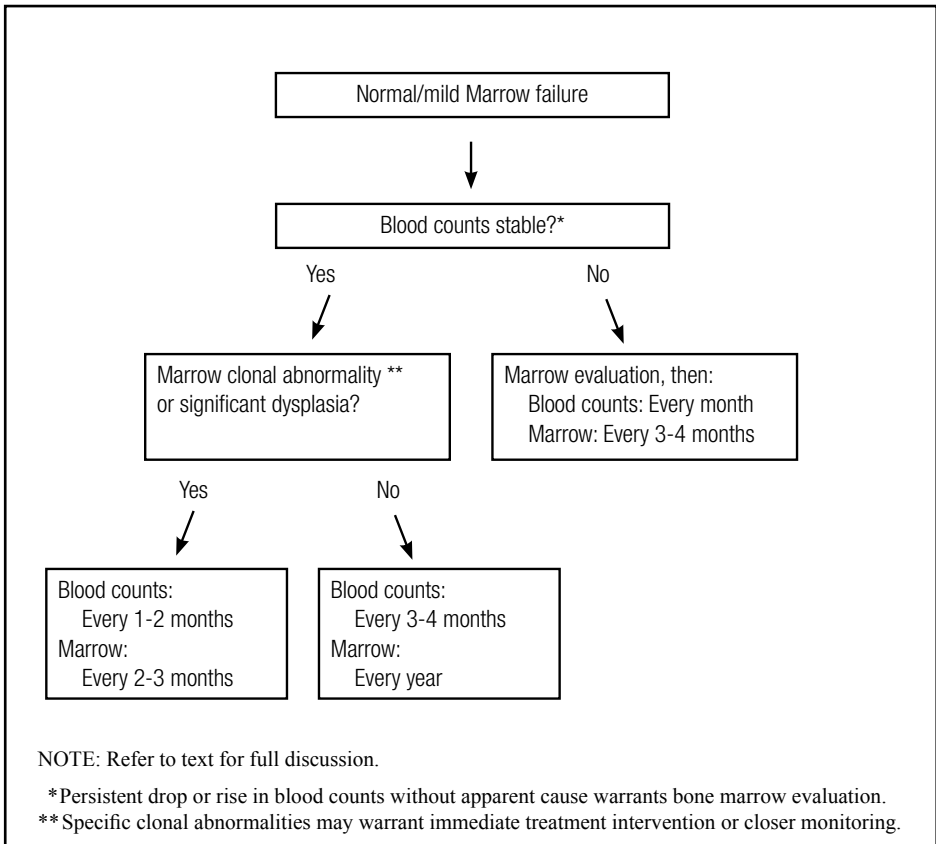 Normal/mild Marrow failure
Blood counts stable?*
Yes
No
Marrow clonal abnormality **
or significant dysplasia?
Marrow evaluation, then:
Blood counts: Every month
Marrow: Every 3-4 months
Yes
No
Blood counts:
Every 1-2 months
Marrow:
Every 2-3 months
Blood counts:
Every 3-4 months
Marrow:
Every year
NOTE: Refer to text for full discussion.
*Persistent drop or rise in blood counts without apparent cause warrants bone marrow evaluation.
**Specific clonal abnormalities may warrant immediate treatment intervention or closer monitoring.